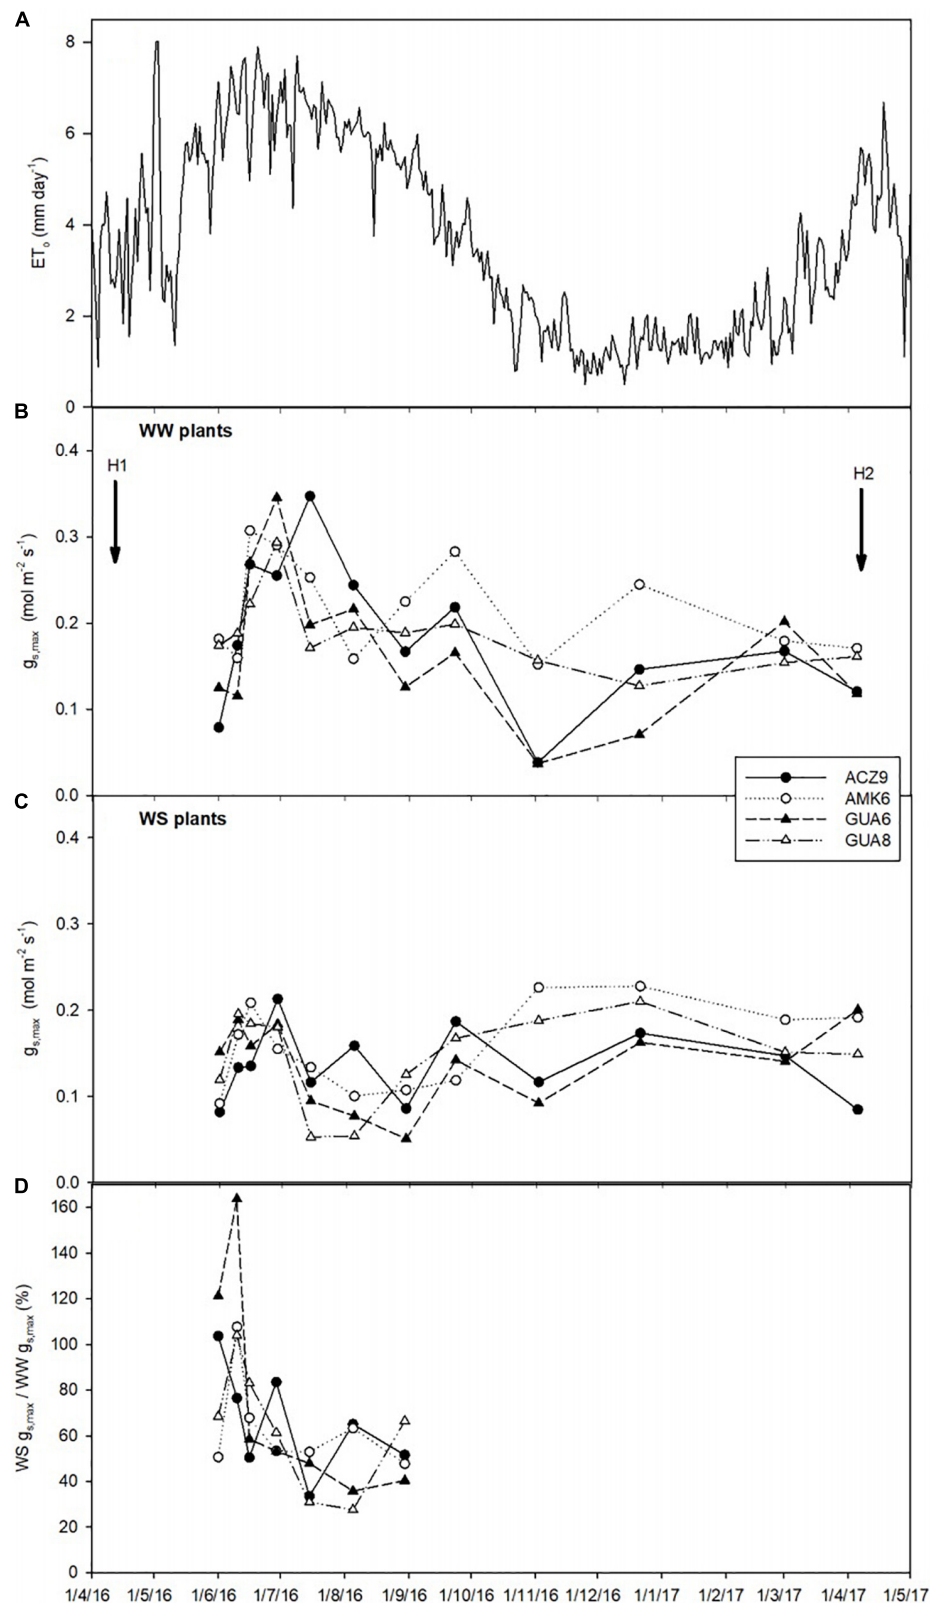 A
8
6
4
2
0
ET₀ (mm day⁻¹)
B
WW plants
H1
H2
0.4
0.3
0.2
0.1
0.0
gs,max (mol m⁻² s⁻¹)
ACZ9
AMK6
GUA6
GUA8
C
WS plants
0.4
0.3
0.2
0.1
0.0
gs,max (mol m⁻² s⁻¹)
D
160
140
120
100
80
60
40
20
0
WS gs,max / WW gs,max (%)
1/4/16 1/5/16 1/6/16 1/7/16 1/8/16 1/9/16 1/10/16 1/11/16 1/12/16 1/1/17 1/2/17 1/3/17 1/4/17 1/5/17